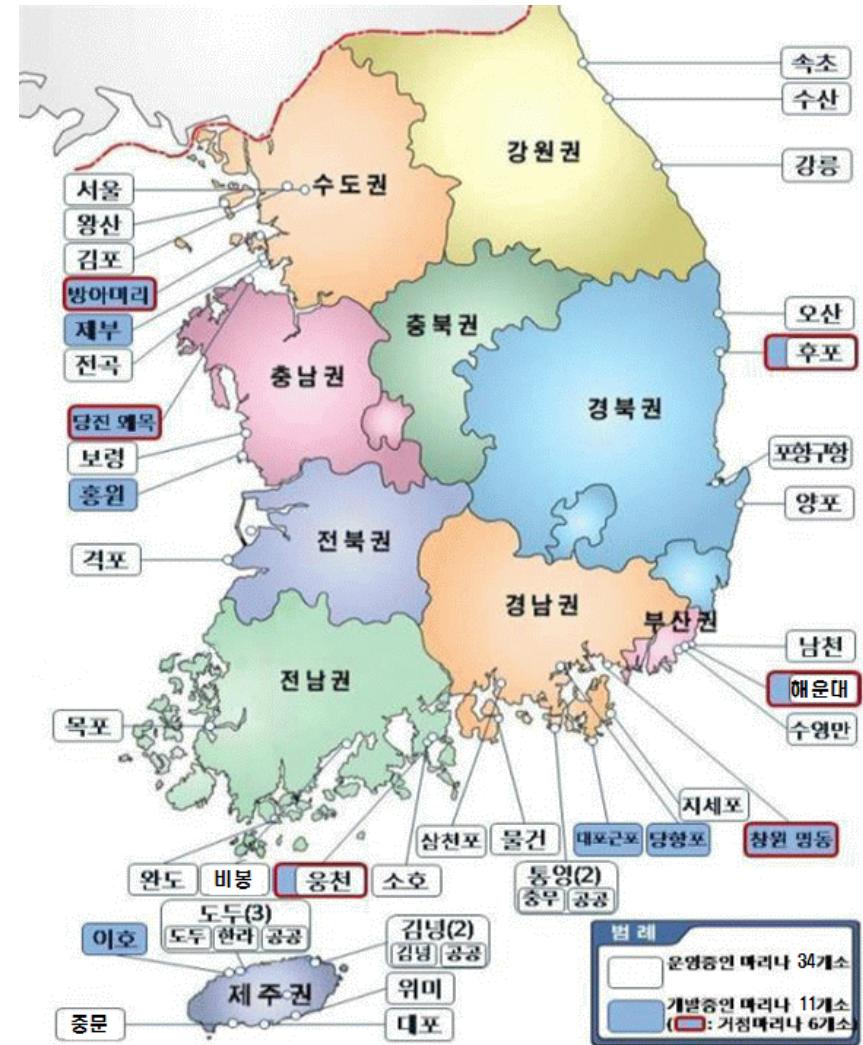 속초
수산
강릉
강원권
수도권
서울
왕산
김포
방아머리
제부
전곡
충북권
충남권
오산
후포
경북권
당진 왜목
보령
홍원
포항구항
양포
전북권
격포
경남권
부산권
남천
해운대
수영만
전남권
목포
지세포
삼천포
물건
대포근포
당항포
창원 명동
완도
비봉
웅천
소호
통영(2)
충무
공공
도두(3)
도두
한라
공공
이호
김녕(2)
김녕
공공
제주권
위미
중문
대포
범 례
운영중인 마리나 34개소
개발중인 마리나 11개소
( : 거점마리나 6개소)